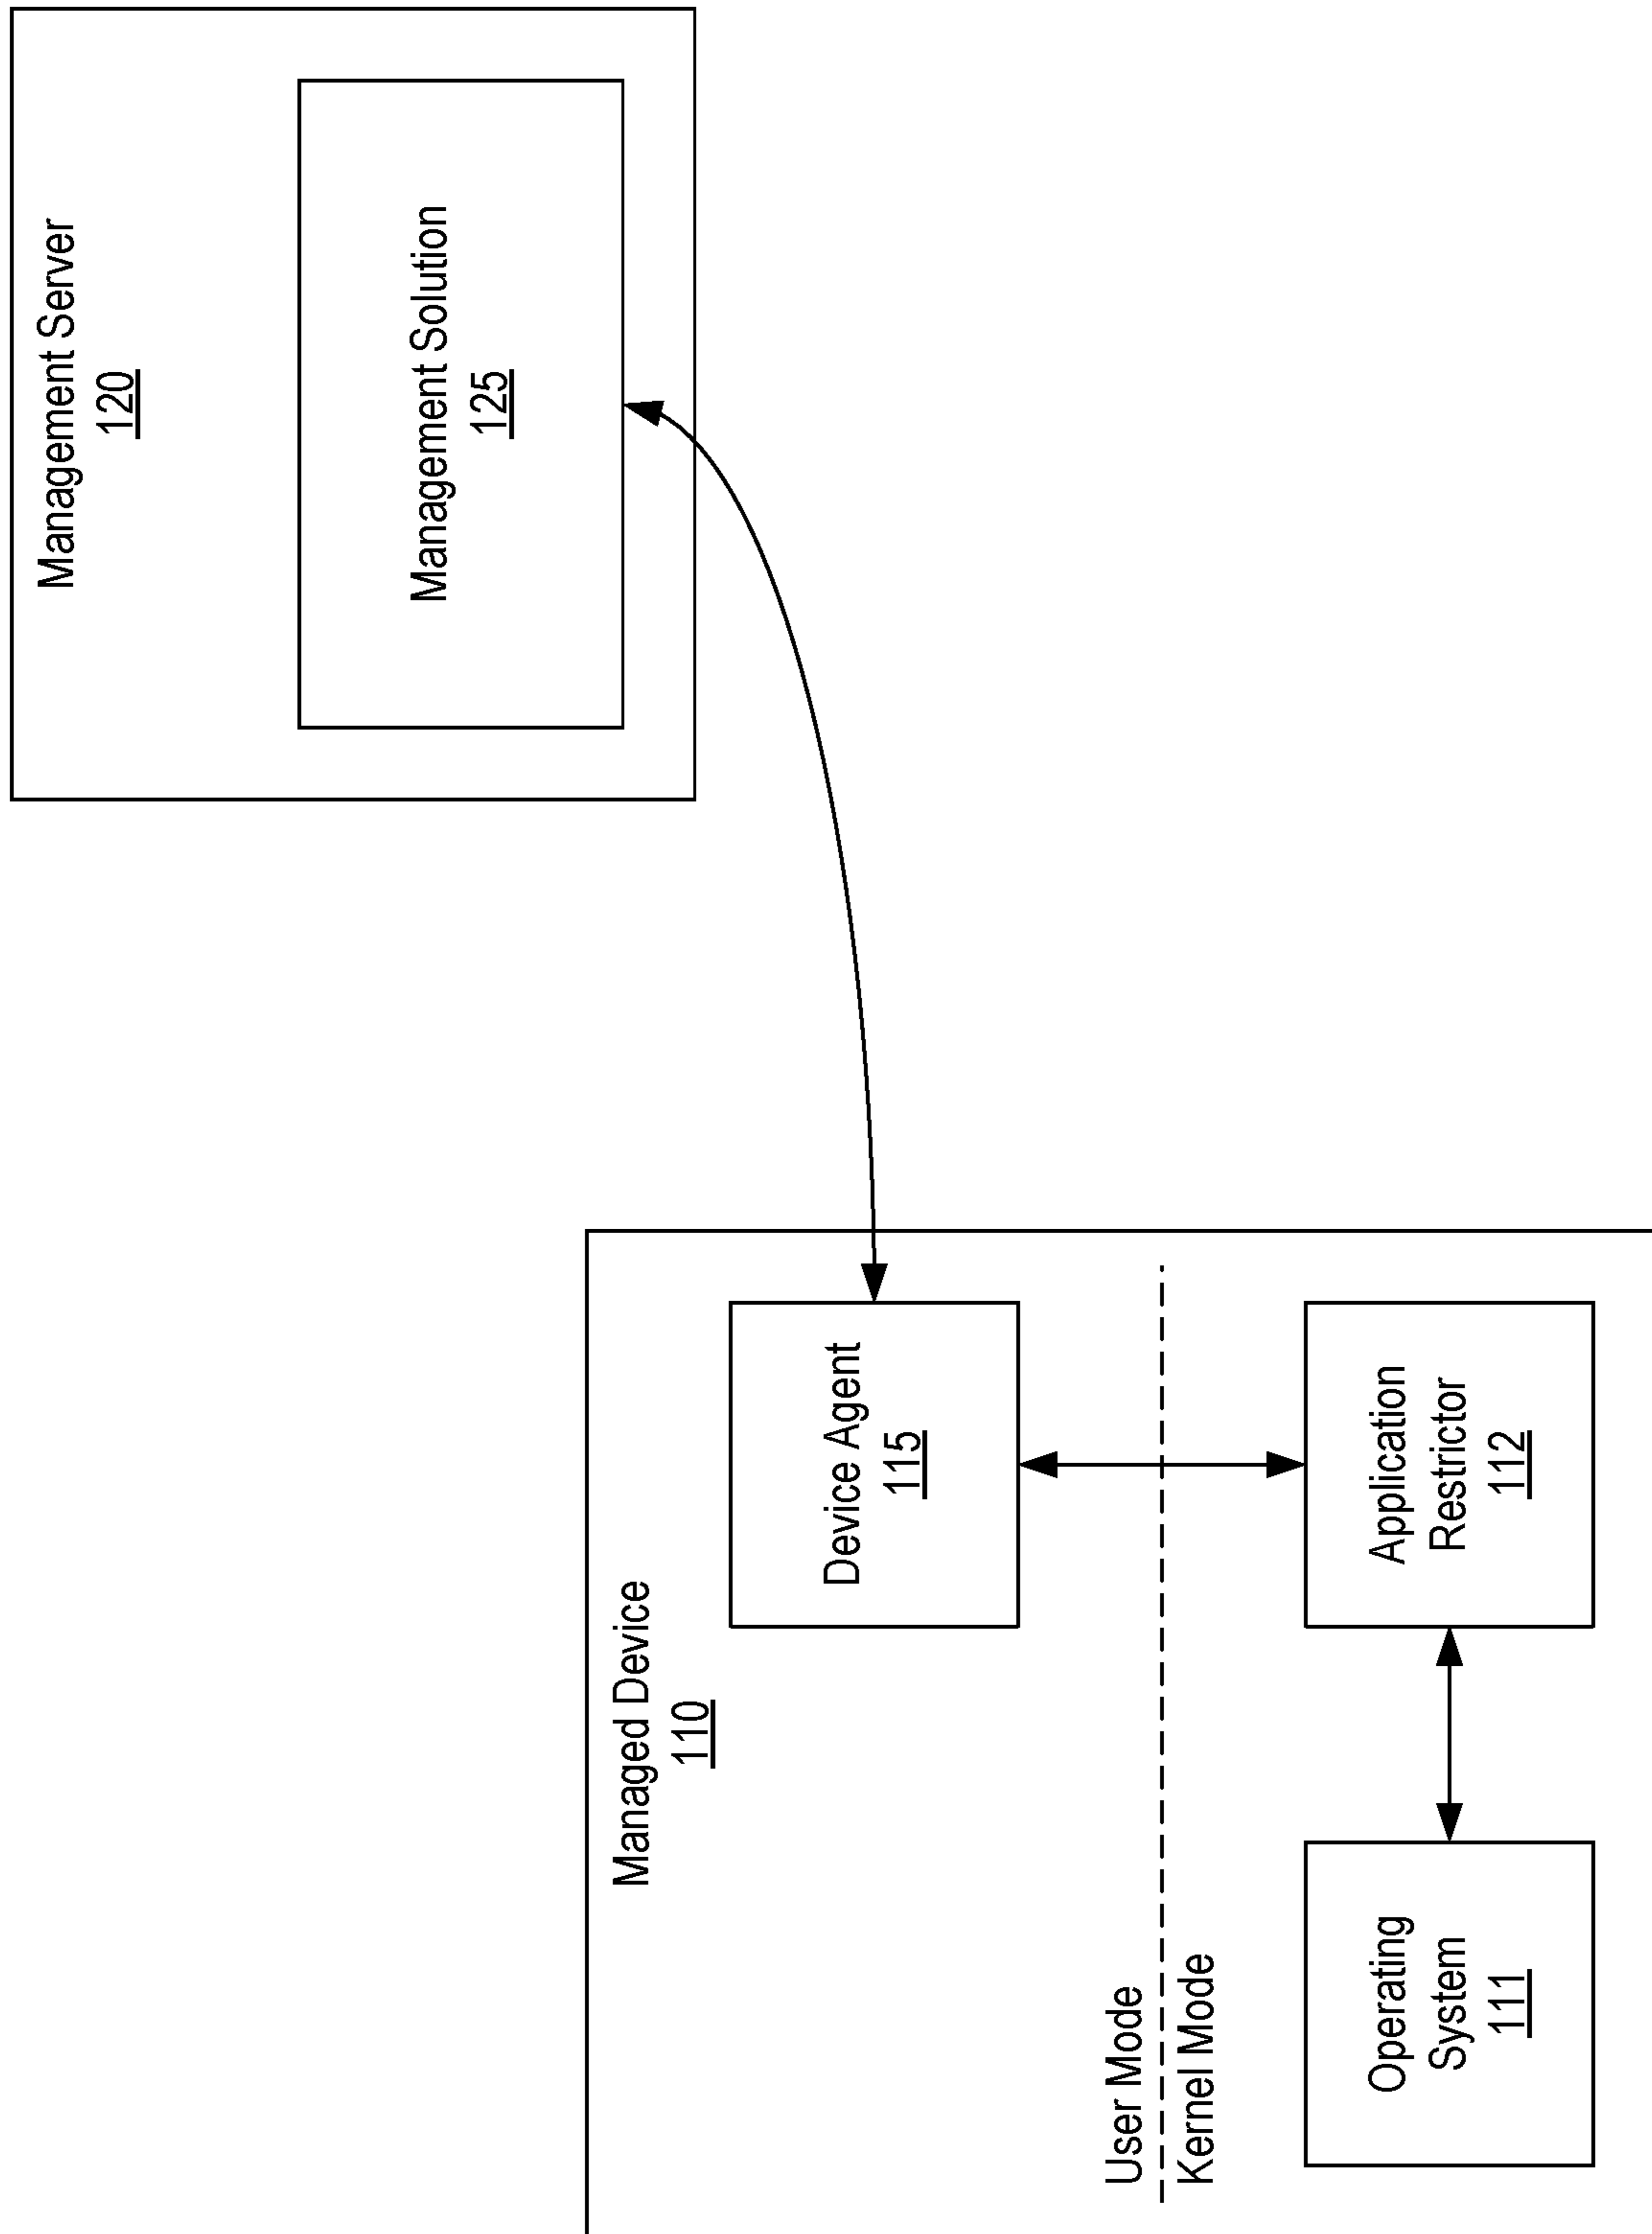 Management Server
120
Management Solution
125
Managed Device
110
Device Agent
115
User Mode
Kernel Mode
Operating
System
111
Application
Restrictor
112